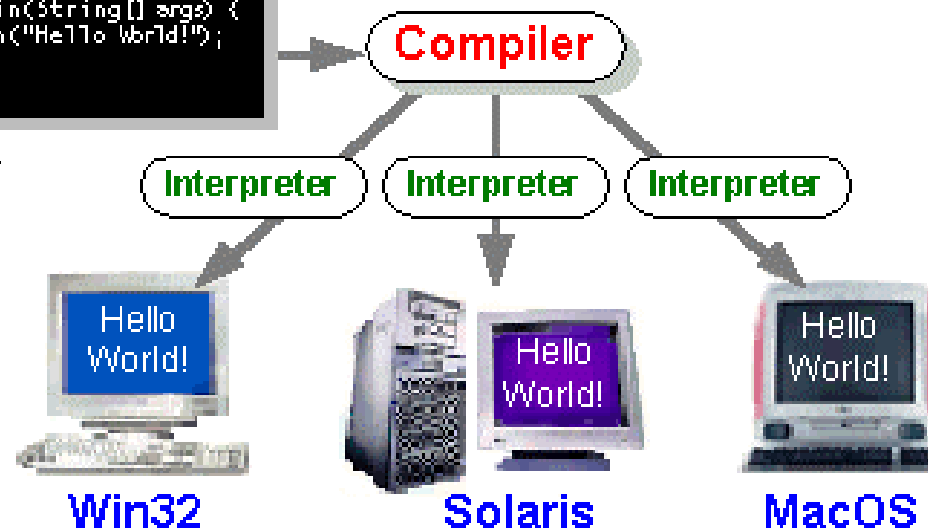 in(String[] args) {
n("Hello World!");
Compiler
Interpreter Interpreter Interpreter
Hello
World!
Hello
World!
Hello
World!
Win32 Solaris MacOS